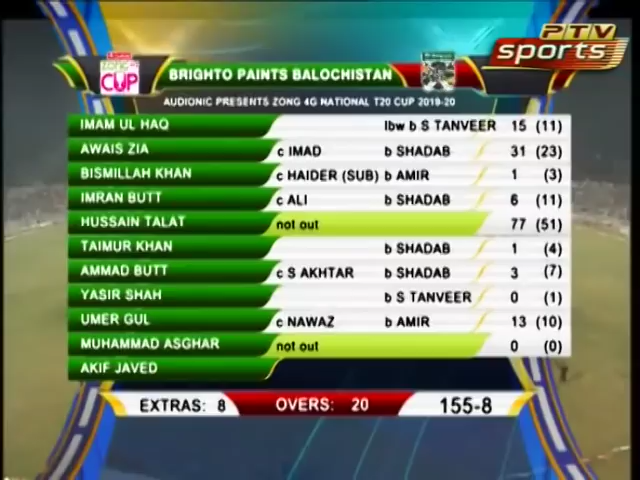 PTV
sports
ZONG 4G
CUP
BRIGHTO PAINTS BALOCHISTAN
AUDIONIC PRESENTS ZONG 4G NATIONAL T20 CUP 2019-20
IMAM UL HAQ lbw b S TANVEER 15 (11)
AWAIS ZIA c IMAD b SHADAB 31 (23)
BISMILLAH KHAN c HAIDER (SUB) b AMIR 1 (3)
IMRAN BUTT c ALI b SHADAB 6 (11)
HUSSAIN TALAT not out 77 (51)
TAIMUR KHAN b SHADAB 1 (4)
AMMAD BUTT c S AKHTAR b SHADAB 3 (7)
YASIR SHAH b S TANVEER 0 (1)
UMER GUL c NAWAZ b AMIR 13 (10)
MUHAMMAD ASGHAR not out 0 (0)
AKIF JAVED
EXTRAS: 8 OVERS: 20 155-8